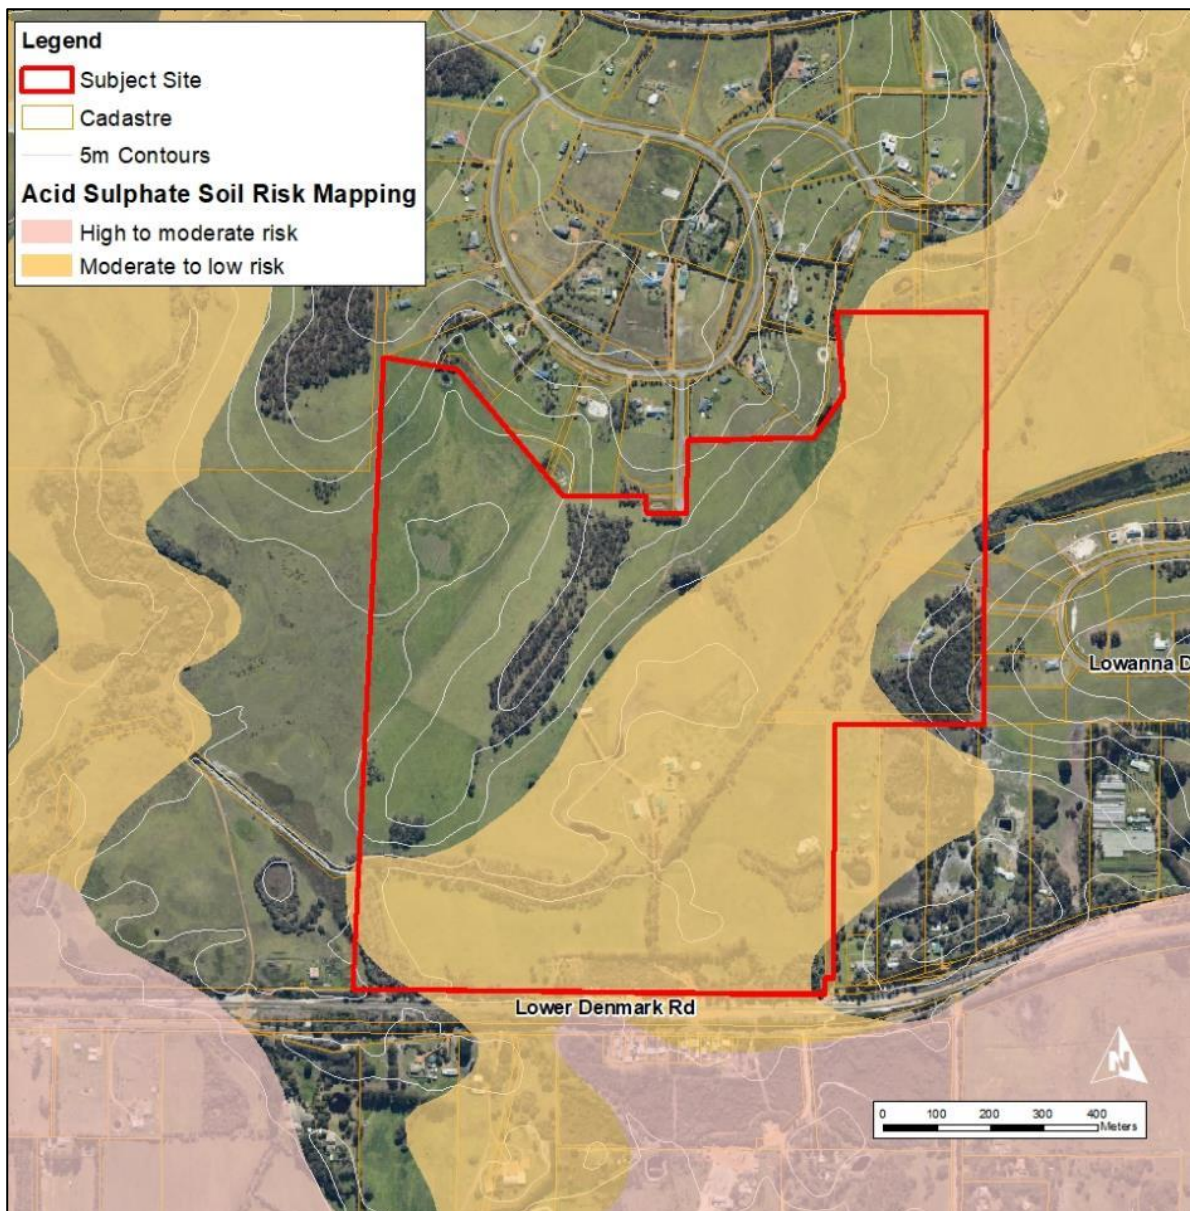 Legend
Subject Site
Cadastre
5m Contours
Acid Sulphate Soil Risk Mapping
High to moderate risk
Moderate to low risk
Lowanna D
Lower Denmark Rd
N
0 100 200 300 400
Meters